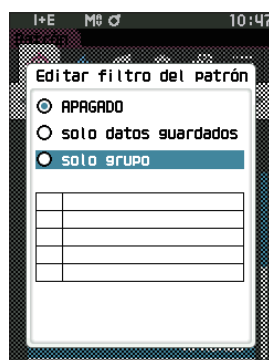 I+E M 10:47
Patrón
Editar filtro del patrón
APAGADO
solo datos guardados
solo grupo